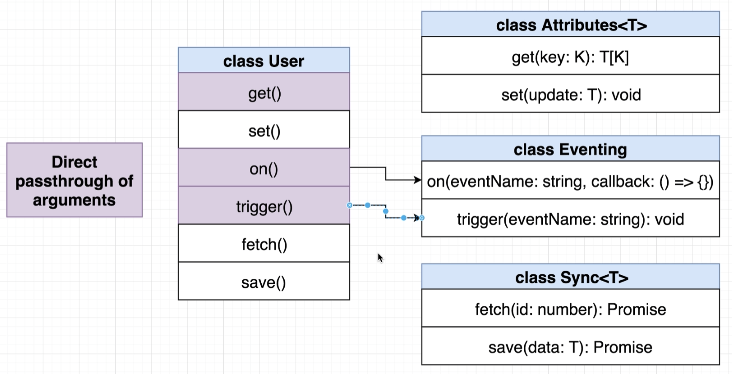 Direct
passthrough of
arguments
class User
get()
set()
on()
trigger()
fetch()
save()
class Attributes<T>
get(key: K): T[K]
set(update: T): void
class Eventing
on(eventName: string, callback: () => {})
trigger(eventName: string): void
class Sync<T>
fetch(id: number): Promise
save(data: T): Promise